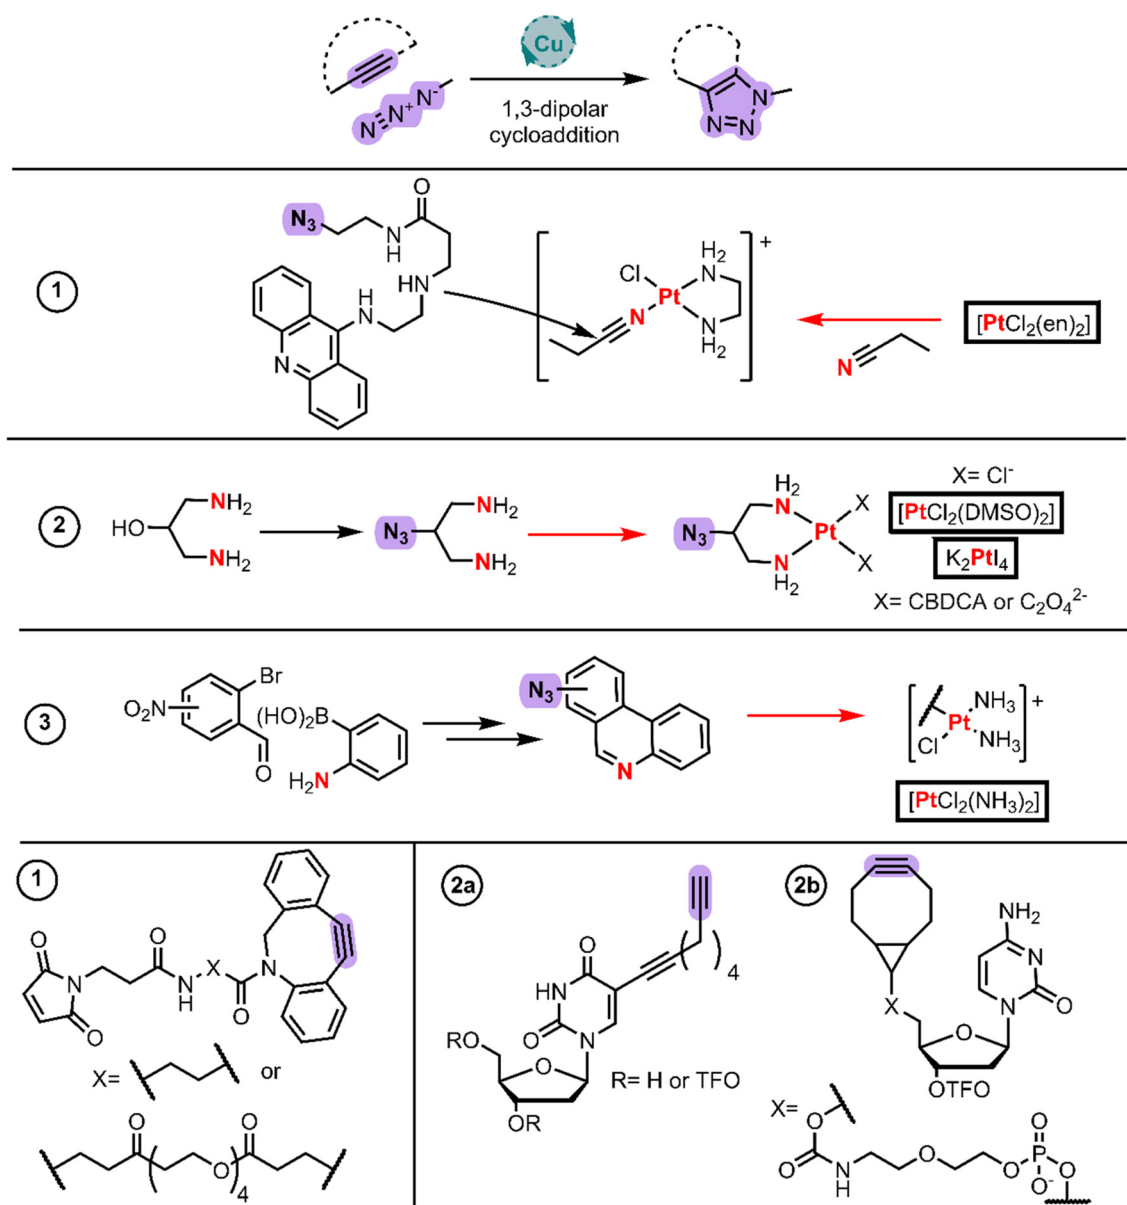 Cu
N≡N⁺ N⁻
1,3-dipolar
cycloaddition
N
N=N
1
N₃
O
N
H
HN
H
N
N
+
H₂
Cl
N
Pt
N
N
H₂
[PtCl₂(en)₂]
N
2
NH₂
HO
NH₂
NH₂
N₃
NH₂
H₂
N
X
N₃
Pt
N
X
H₂
X= Cl⁻
[PtCl₂(DMSO)₂]
K₂PtI₄
X= CBDCA or C₂O₄²⁻
3
O₂N
Br
O
(HO)₂B
H₂N
N₃
N
+
NH₃
Pt
Cl
NH₃
[PtCl₂(NH₃)₂]
1
O
N
O
O
N
H
X
O
N
X=
or
O
O
O
4
2a
4
O
HN
O
N
RO
O
OR
R= H or TFO
2b
NH₂
N
N
O
X
O
OTFO
X=
O
O
N
H
O
O
O
P
O⁻
O